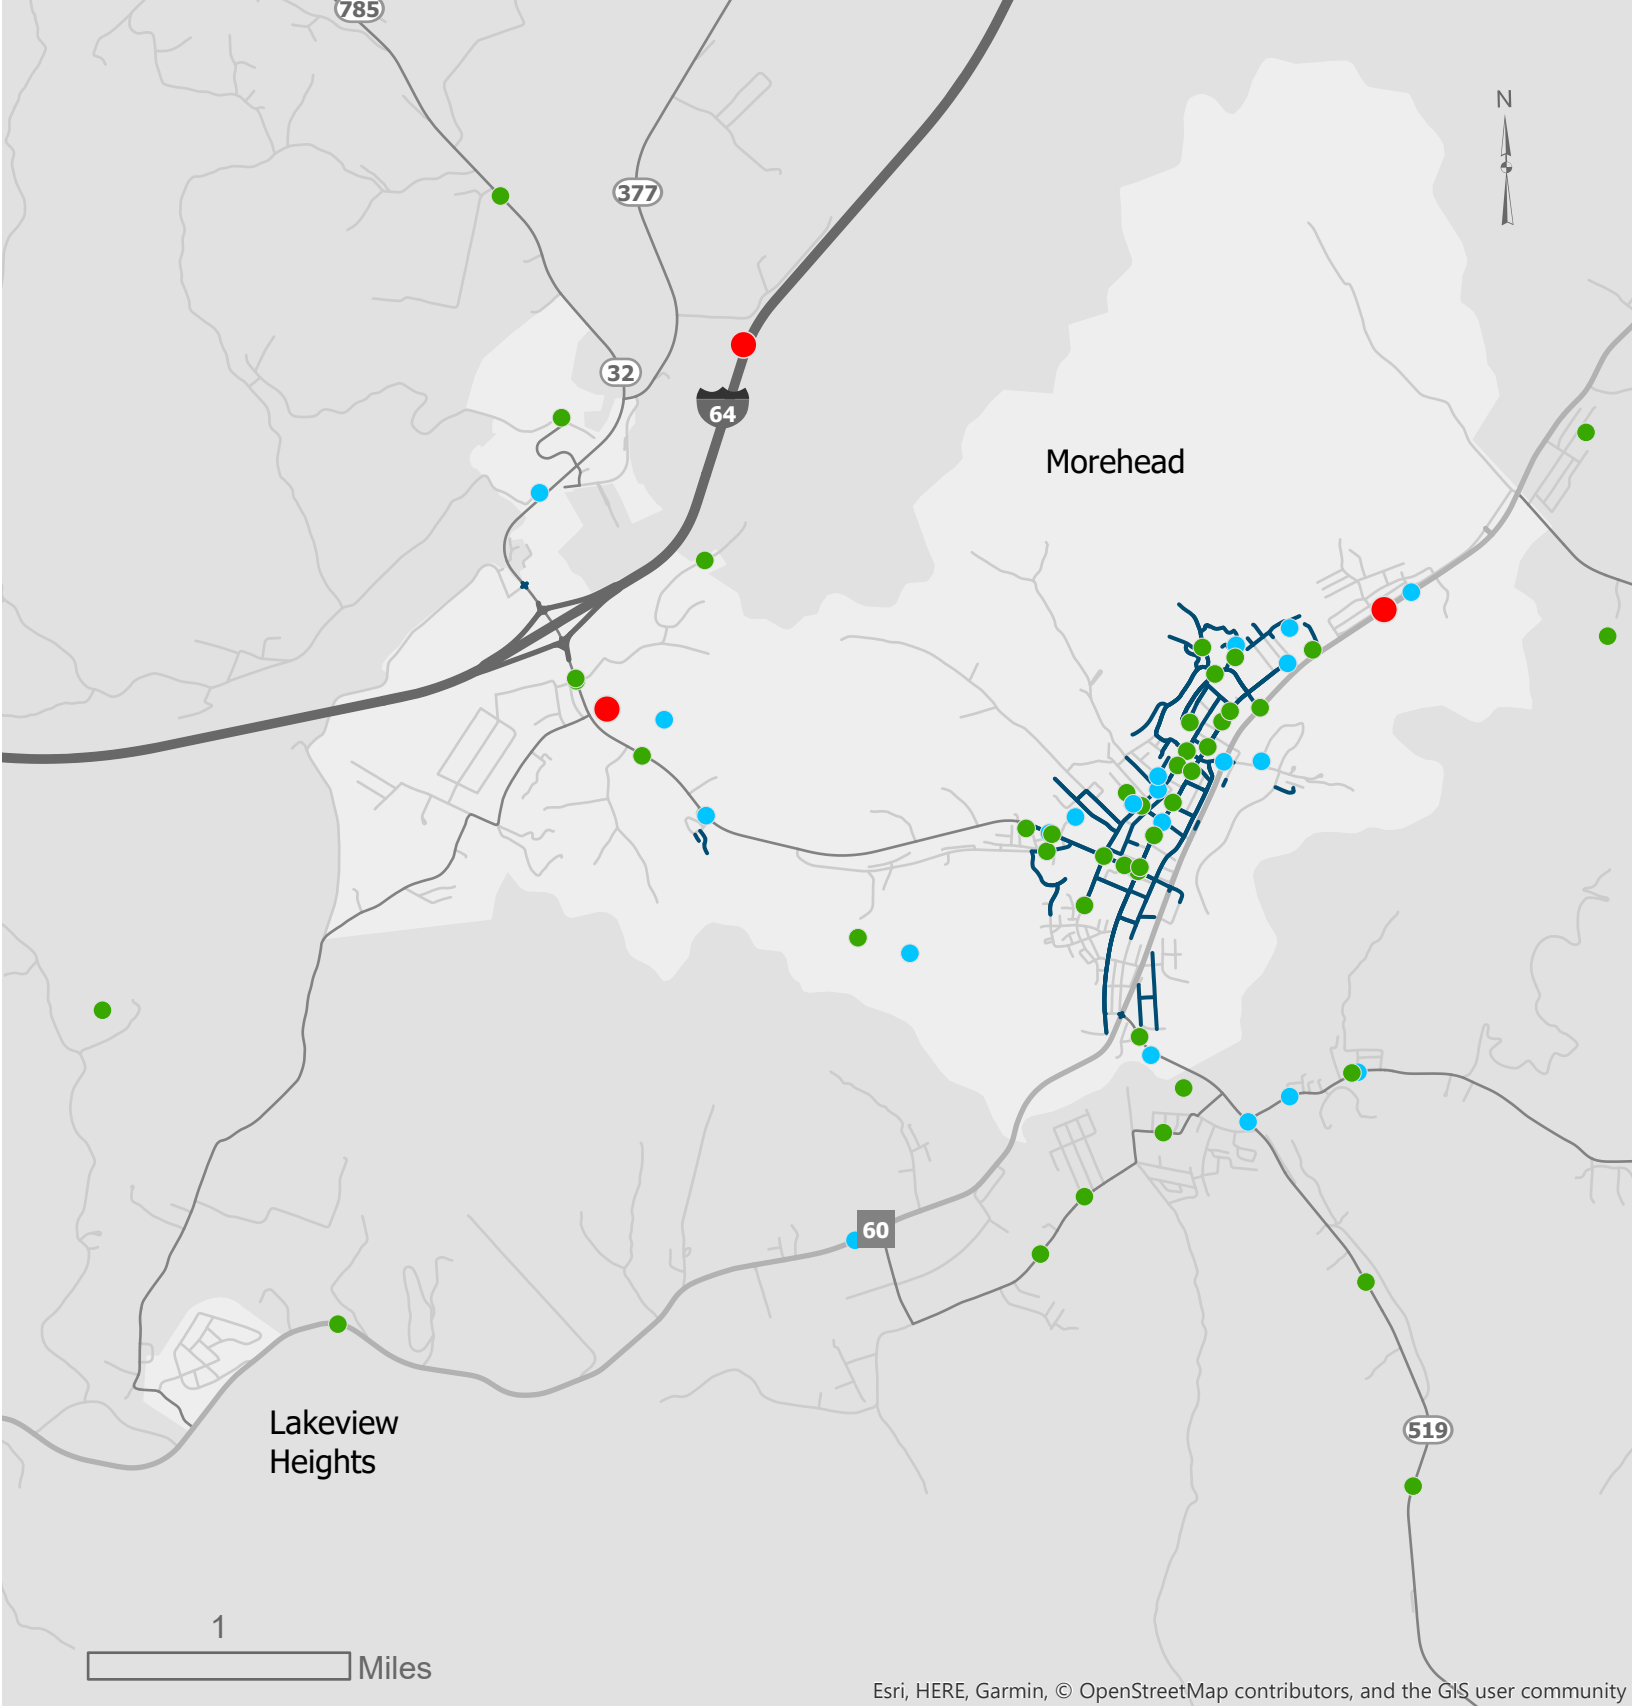 785
N
377
32
64
Morehead
60
Lakeview
Heights
519
1
Miles
Esri, HERE, Garmin, © OpenStreetMap contributors, and the GIS user community